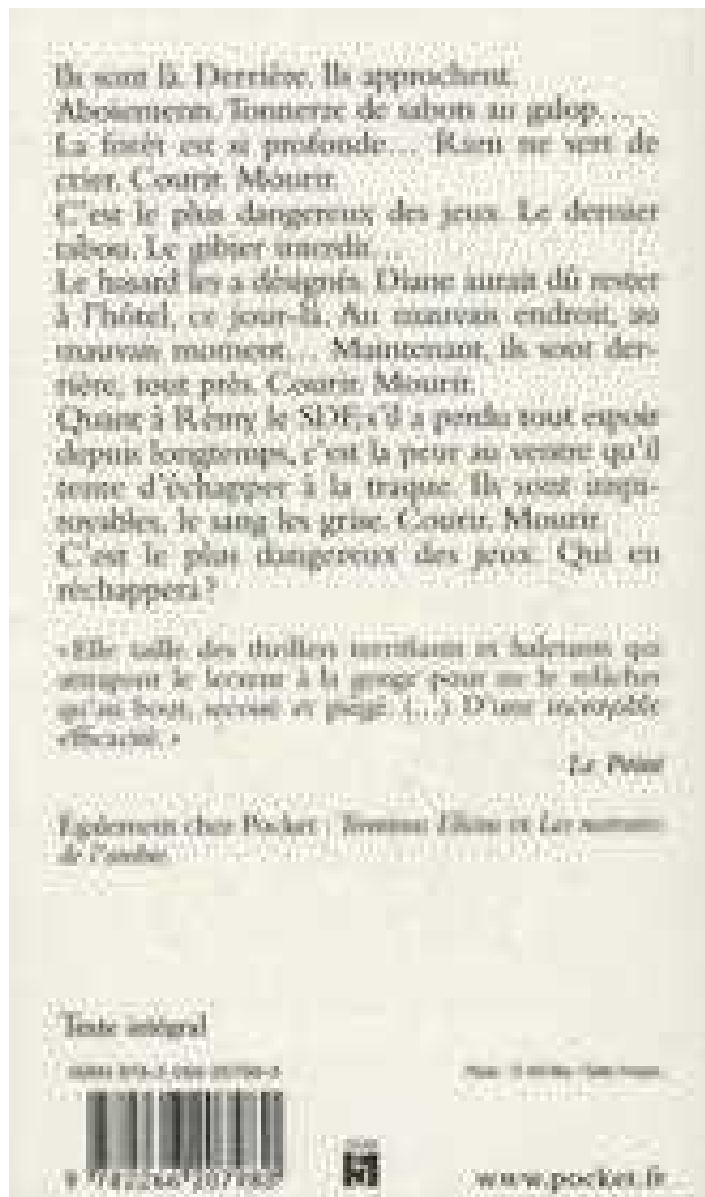 Ils sont là. Derrière. Ils approchent.
Aboiements. Tonnerre de sabots au galop…
La forêt est si profonde… Rien ne sert de
crier. Courir. Mourir.
C'est le plus dangereux des jeux. Le dernier
tabou. Le gibier interdit…
Le hasard les a désignés. Diane aurait dû rester
à l'hôtel, ce jour-là. Au mauvais endroit, au
mauvais moment… Maintenant, ils sont der-
rière, tout près. Courir. Mourir.
Quant à Rémy le SDF, s'il a perdu tout espoir
depuis longtemps, c'est la peur au ventre qu'il
tente d'échapper à la traque. Ils sont impi-
toyables, le sang les grise. Courir. Mourir.
C'est le plus dangereux des jeux. Qui en
réchappera ?
« Elle taille des thrillers terrifiants et haletants qui
attrapent le lecteur à la gorge pour ne le relâcher
qu'au bout, secoué et piégé. (…) D'une incroyable
efficacité. »
Le Point
Également chez Pocket : Terminus Elicius et Les morsures
de l'ombre
Texte intégral
www.pocket.fr